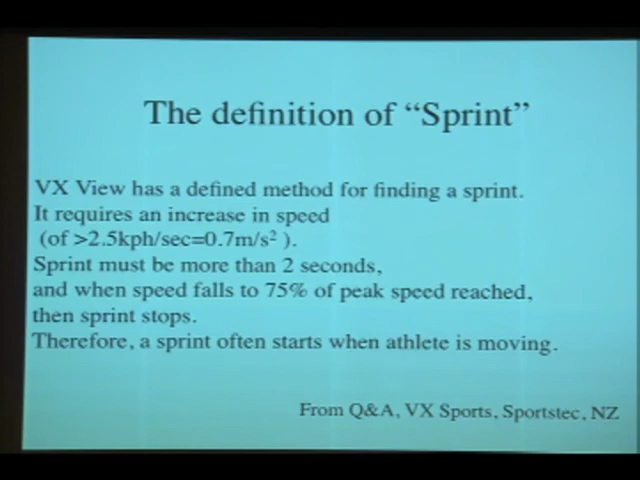 The definition of “Sprint”
VX View has a defined method for finding a sprint.
It requires an increase in speed
(of >2.5kph/sec=0.7m/s² ).
Sprint must be more than 2 seconds,
and when speed falls to 75% of peak speed reached,
then sprint stops.
Therefore, a sprint often starts when athlete is moving.
From Q&A, VX Sports, Sportstec, NZ